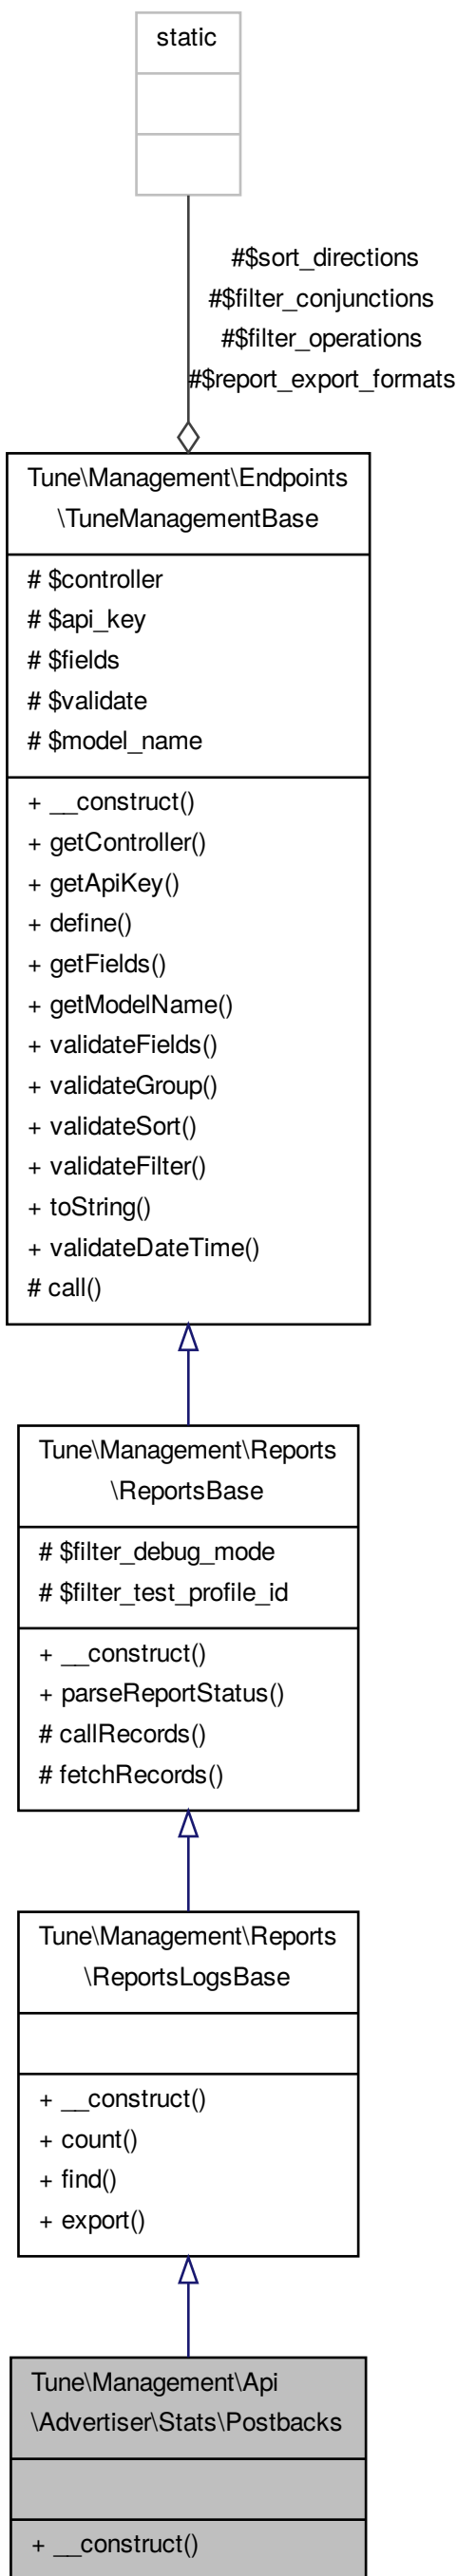 static
#$sort_directions
#$filter_conjunctions
#$filter_operations
#$report_export_formats
Tune\Management\Endpoints
\TuneManagementBase
# $controller
# $api_key
# $fields
# $validate
# $model_name
+ __construct()
+ getController()
+ getApiKey()
+ define()
+ getFields()
+ getModelName()
+ validateFields()
+ validateGroup()
+ validateSort()
+ validateFilter()
+ toString()
+ validateDateTime()
# call()
Tune\Management\Reports
\ReportsBase
# $filter_debug_mode
# $filter_test_profile_id
+ __construct()
+ parseReportStatus()
# callRecords()
# fetchRecords()
Tune\Management\Reports
\ReportsLogsBase
+ __construct()
+ count()
+ find()
+ export()
Tune\Management\Api
\Advertiser\Stats\Postbacks
+ __construct()